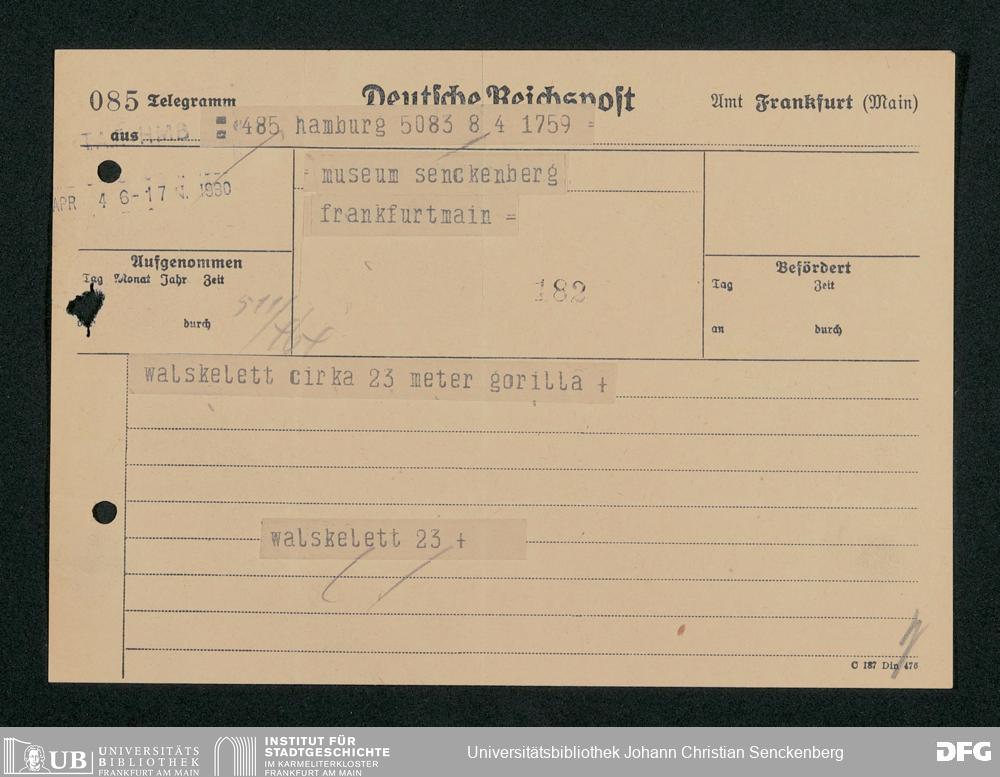 085 Telegramm
Deutsche Reichspost
Amt Frankfurt (Main)
aus
485 hamburg 5083 8 4 1759 =
museum senckenberg
frankfurtmain =
APR 4 6-17 N. 1930
Aufgenommen
Tag Monat Jahr Zeit
durch
182
Befördert
Tag Zeit
an durch
walskelett cirka 23 meter gorilla +
walskelett 23 +
C 187 Din 476
UB UNIVERSITÄTS
BIBLIOTHEK
FRANKFURT AM MAIN
INSTITUT FÜR
STADTGESCHICHTE
IM KARMELITERKLOSTER
FRANKFURT AM MAIN
Universitätsbibliothek Johann Christian Senckenberg
DFG